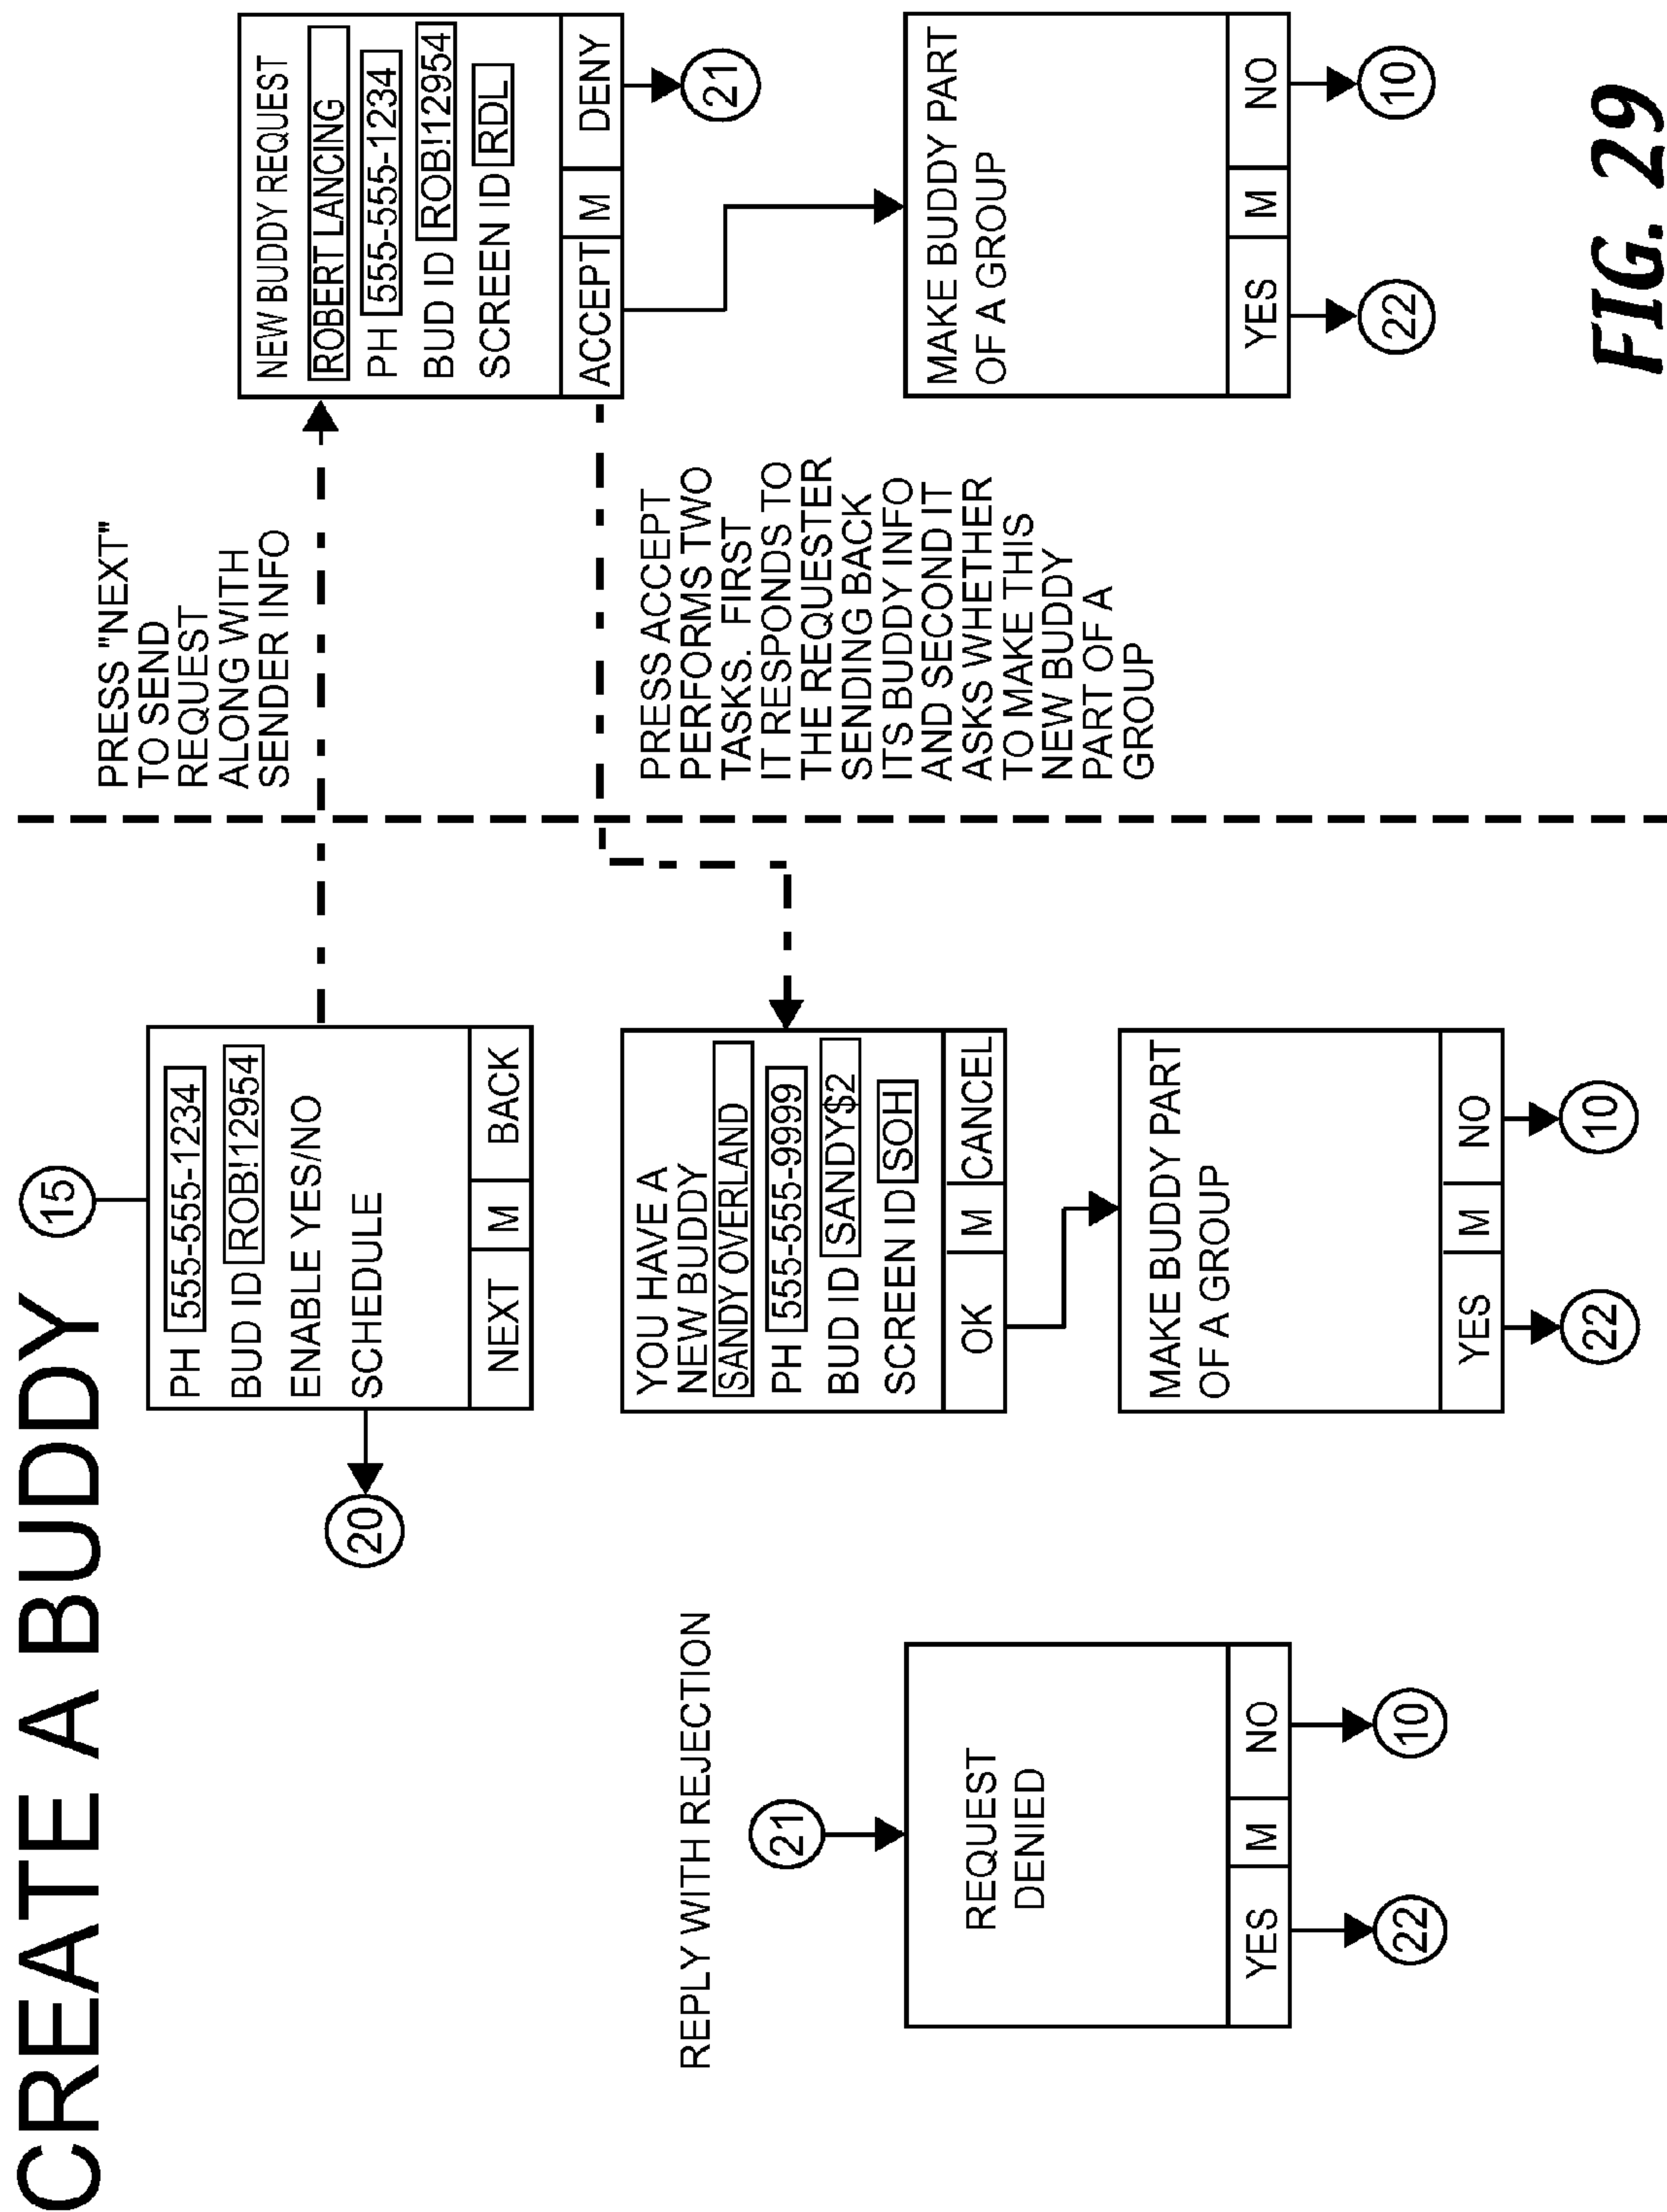 CREATE A BUDDY
15
PH 555-555-1234
BUD ID ROB!12954
ENABLE YES/NO
SCHEDULE
NEXT M BACK
20
PRESS "NEXT"
TO SEND
REQUEST
ALONG WITH
SENDER INFO
NEW BUDDY REQUEST
ROBERT LANCING
PH 555-555-1234
BUD ID ROB!12954
SCREEN ID RDL
ACCEPT M DENY
21
PRESS ACCEPT
PERFORMS TWO
TASKS. FIRST
IT RESPONDS TO
THE REQUESTER
SENDING BACK
ITS BUDDY INFO
AND SECOND IT
ASKS WHETHER
TO MAKE THIS
NEW BUDDY
PART OF A
GROUP
YOU HAVE A
NEW BUDDY
SANDY OVERLAND
PH 555-555-9999
BUD ID SANDY$2
SCREEN ID SOH
OK M CANCEL
REPLY WITH REJECTION
21
REQUEST
DENIED
YES M NO
22 10
MAKE BUDDY PART
OF A GROUP
YES M NO
22 10
MAKE BUDDY PART
OF A GROUP
YES M NO
22 10
FIG. 29